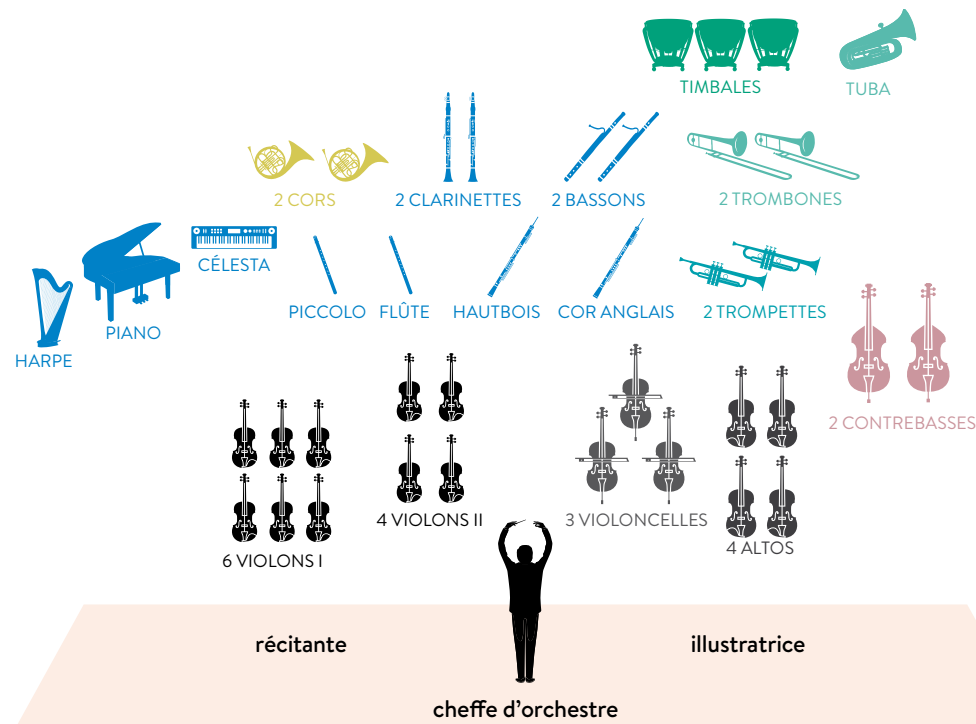 TIMBALES
TUBA
2 CORS
2 CLARINETTES
2 BASSONS
2 TROMBONES
CÉLESTA
PICCOLO
FLÛTE
HAUTBOIS
COR ANGLAIS
2 TROMPETTES
PIANO
HARPE
2 CONTREBASSES
4 VIOLONS II
3 VIOLONCELLES
4 ALTOS
6 VIOLONS I
récitante
illustratrice
cheffe d'orchestre